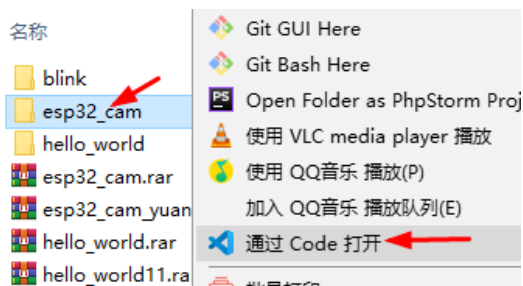 名称
blink
esp32_cam
hello_world
esp32_cam.rar
esp32_cam_yuan
hello_world.rar
hello_world11.ra
Git GUI Here
Git Bash Here
PS
Open Folder as PhpStorm Proj
使用 VLC media player 播放
使用 QQ音乐 播放(P)
加入 QQ音乐 播放队列(E)
通过 Code 打开